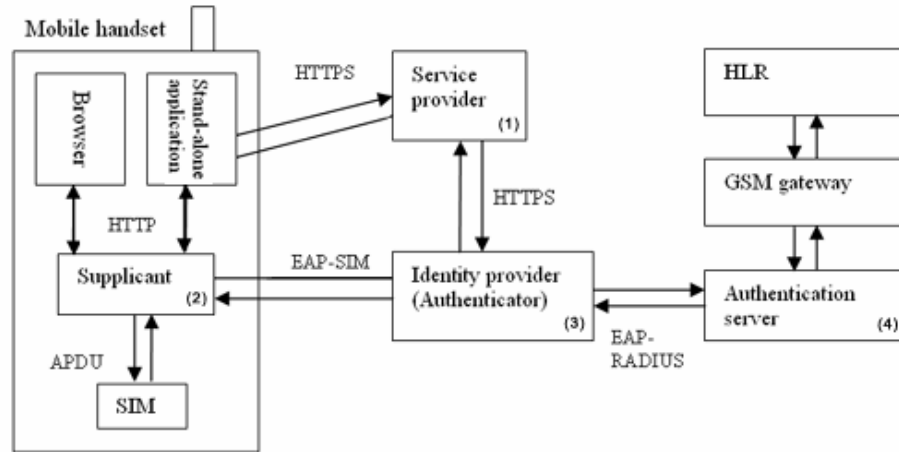 Mobile handset
Browser
Stand-alone
application
HTTP
Supplicant
(2)
APDU
SIM
HTTPS
Service
provider
(1)
HTTPS
EAP-SIM
Identity provider
(Authenticator)
(3)
EAP-
RADIUS
HLR
GSM gateway
Authentication
server
(4)